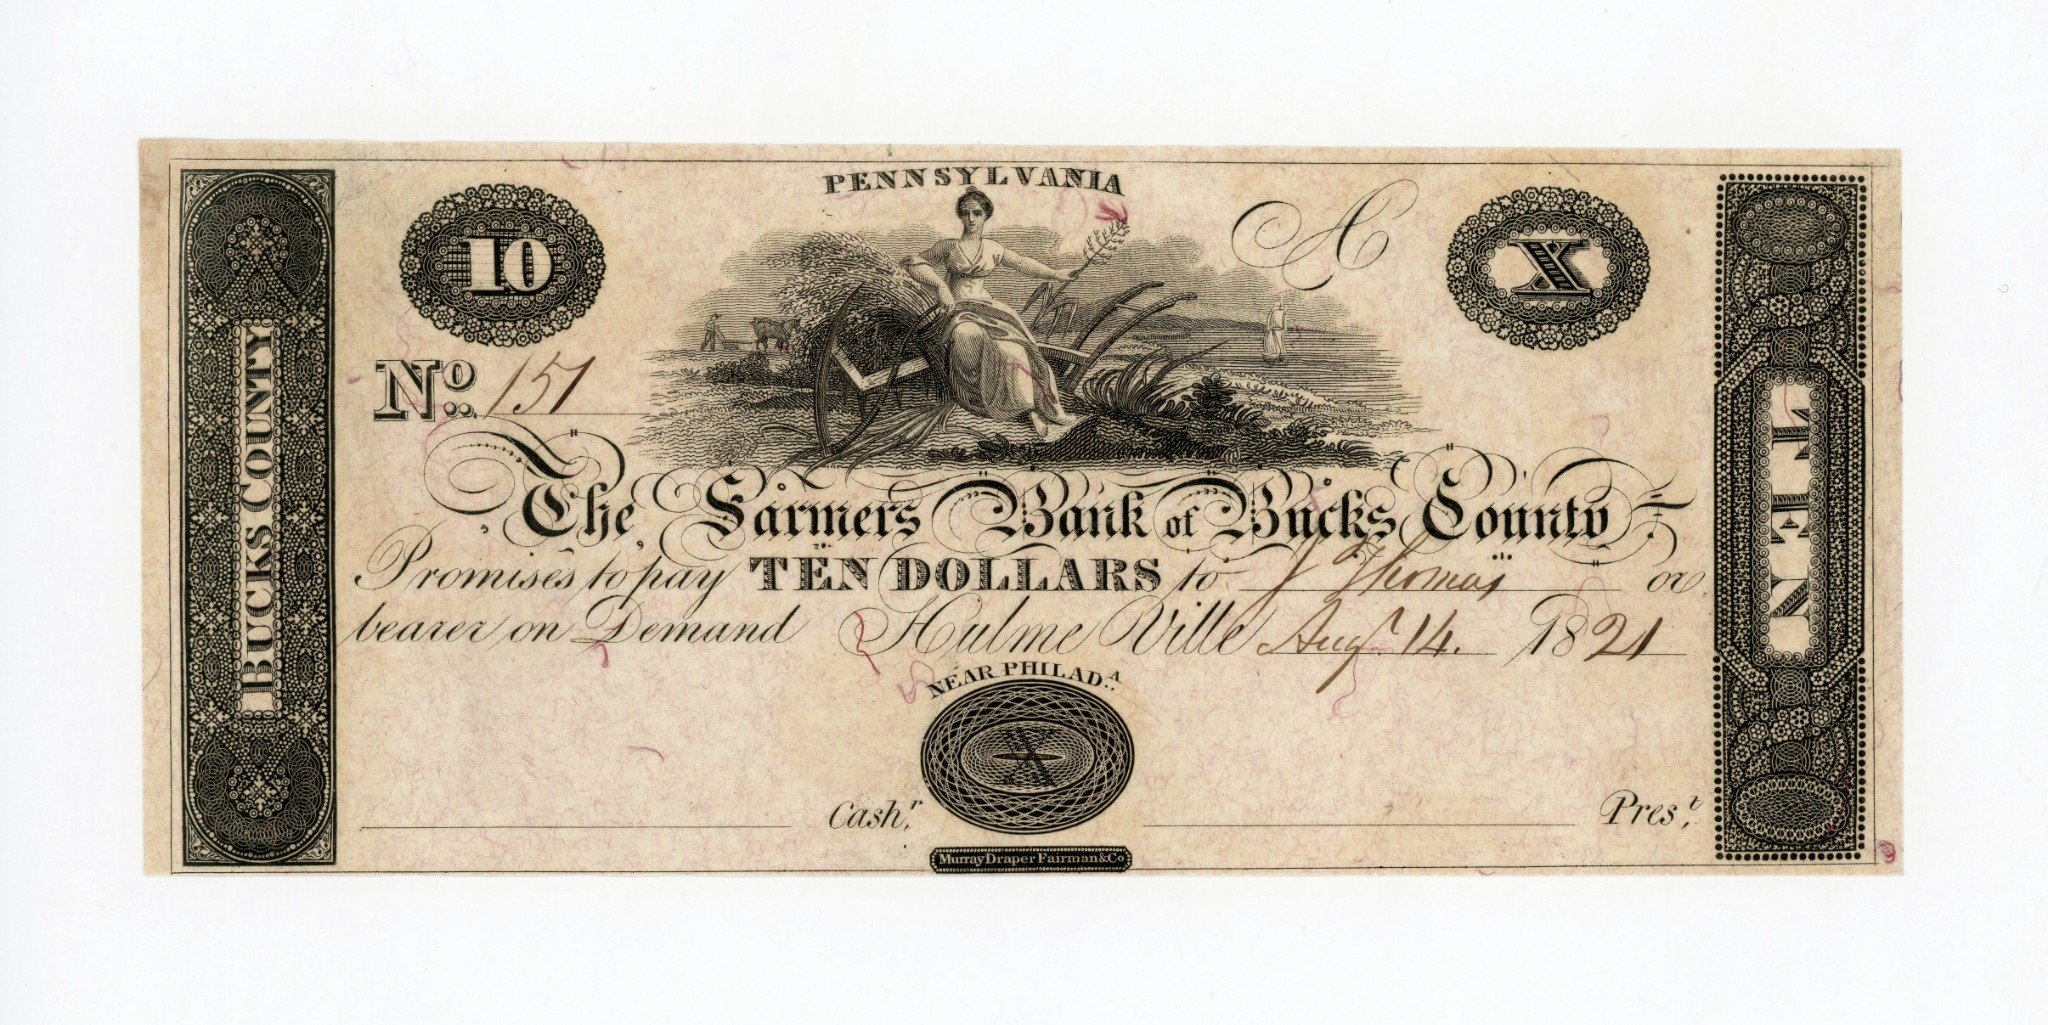 PENNSYLVANIA
10
A
X
BUCKS COUNTY
TEN
No. 151
The Farmers Bank of Bucks County
Promises to pay TEN DOLLARS to J Thomas or
bearer on Demand Hulme Ville Augt 14. 1821
NEAR PHILADA
X
Cashr. Prest.
Murray Draper Fairman & Co